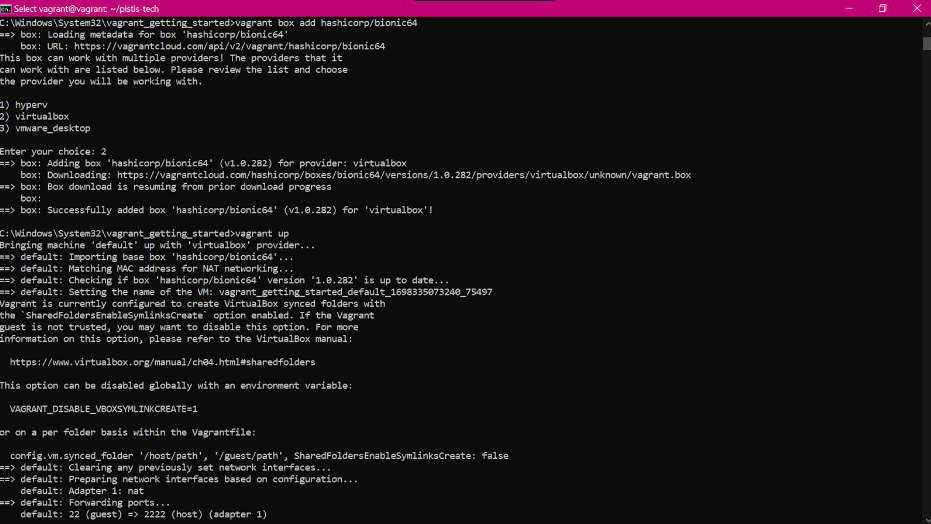 Select vagrant@vagrant: ~/pistis-tech
C:\Windows\System32\vagrant_getting_started>vagrant box add hashicorp/bionic64
==> box: Loading metadata for box 'hashicorp/bionic64'
box: URL: https://vagrantcloud.com/api/v2/vagrant/hashicorp/bionic64
This box can work with multiple providers! The providers that it
can work with are listed below. Please review the list and choose
the provider you will be working with.
1) hyperv
2) virtualbox
3) vmware_desktop
Enter your choice: 2
==> box: Adding box 'hashicorp/bionic64' (v1.0.282) for provider: virtualbox
box: Downloading: https://vagrantcloud.com/hashicorp/boxes/bionic64/versions/1.0.282/providers/virtualbox/unknown/vagrant.box
==> box: Box download is resuming from prior download progress
box:
==> box: Successfully added box 'hashicorp/bionic64' (v1.0.282) for 'virtualbox'!
C:\Windows\System32\vagrant_getting_started>vagrant up
Bringing machine 'default' up with 'virtualbox' provider...
==> default: Importing base box 'hashicorp/bionic64'...
==> default: Matching MAC address for NAT networking...
==> default: Checking if box 'hashicorp/bionic64' version '1.0.282' is up to date...
==> default: Setting the name of the VM: vagrant_getting_started_default_1698335073240_75497
Vagrant is currently configured to create VirtualBox synced folders with
the `SharedFoldersEnableSymlinksCreate` option enabled. If the Vagrant
guest is not trusted, you may want to disable this option. For more
information on this option, please refer to the VirtualBox manual:
https://www.virtualbox.org/manual/ch04.html#sharedfolders
This option can be disabled globally with an environment variable:
VAGRANT_DISABLE_VBOXSYMLINKCREATE=1
or on a per folder basis within the Vagrantfile:
config.vm.synced_folder '/host/path', '/guest/path', SharedFoldersEnableSymlinksCreate: false
==> default: Clearing any previously set network interfaces...
==> default: Preparing network interfaces based on configuration...
default: Adapter 1: nat
==> default: Forwarding ports...
default: 22 (guest) => 2222 (host) (adapter 1)